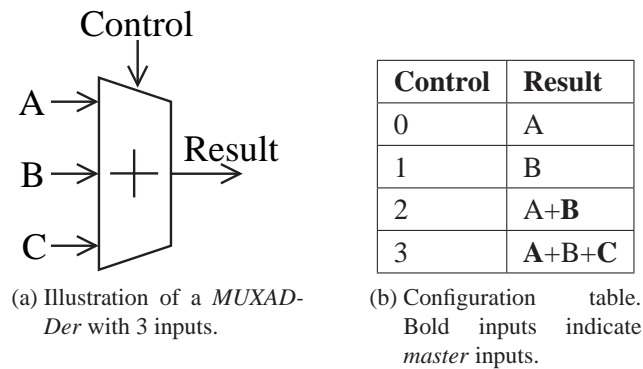 Control
A
B
C
Result
+
(a) Illustration of a MUXAD-
Der with 3 inputs.
Control Result
0 A
1 B
2 A+B
3 A+B+C
(b) Configuration table.
Bold inputs indicate
master inputs.